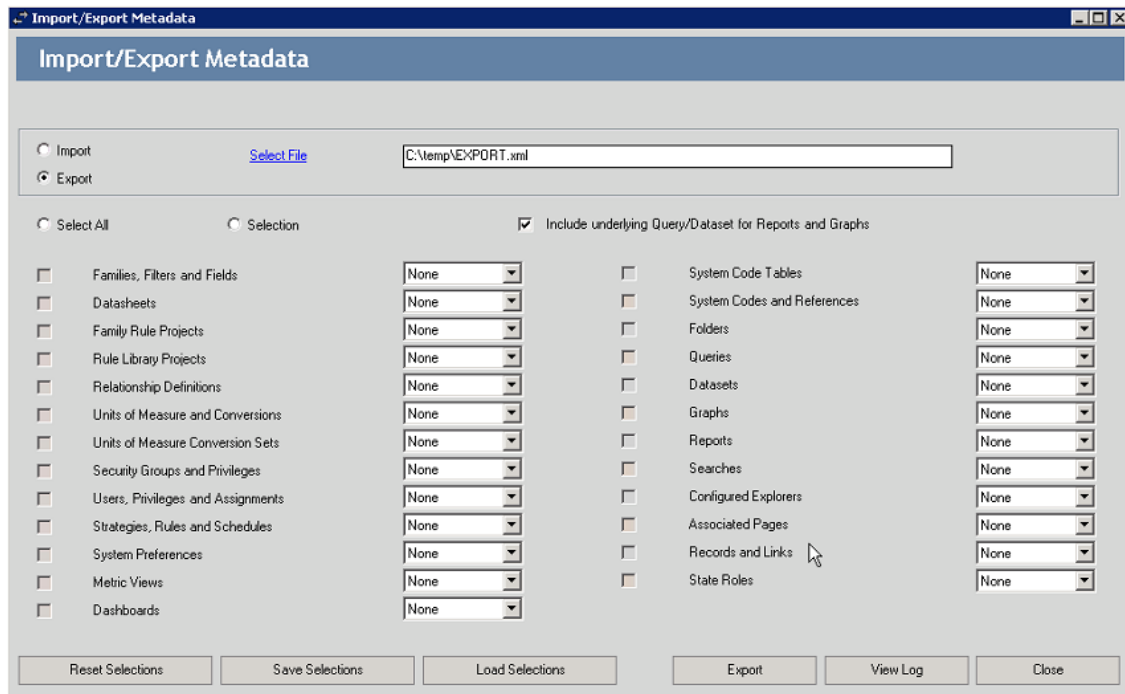 Import/Export Metadata
Import/Export Metadata
Import
Select File
C:\temp\EXPORT.xml
Export
Select All
Selection
Include underlying Query/Dataset for Reports and Graphs
Families, Filters and Fields
None
System Code Tables
None
Datasheets
None
System Codes and References
None
Family Rule Projects
None
Folders
None
Rule Library Projects
None
Queries
None
Relationship Definitions
None
Datasets
None
Units of Measure and Conversions
None
Graphs
None
Units of Measure Conversion Sets
None
Reports
None
Security Groups and Privileges
None
Searches
None
Users, Privileges and Assignments
None
Configured Explorers
None
Strategies, Rules and Schedules
None
Associated Pages
None
System Preferences
None
Records and Links
None
Metric Views
None
State Roles
None
Dashboards
None
Reset Selections
Save Selections
Load Selections
Export
View Log
Close